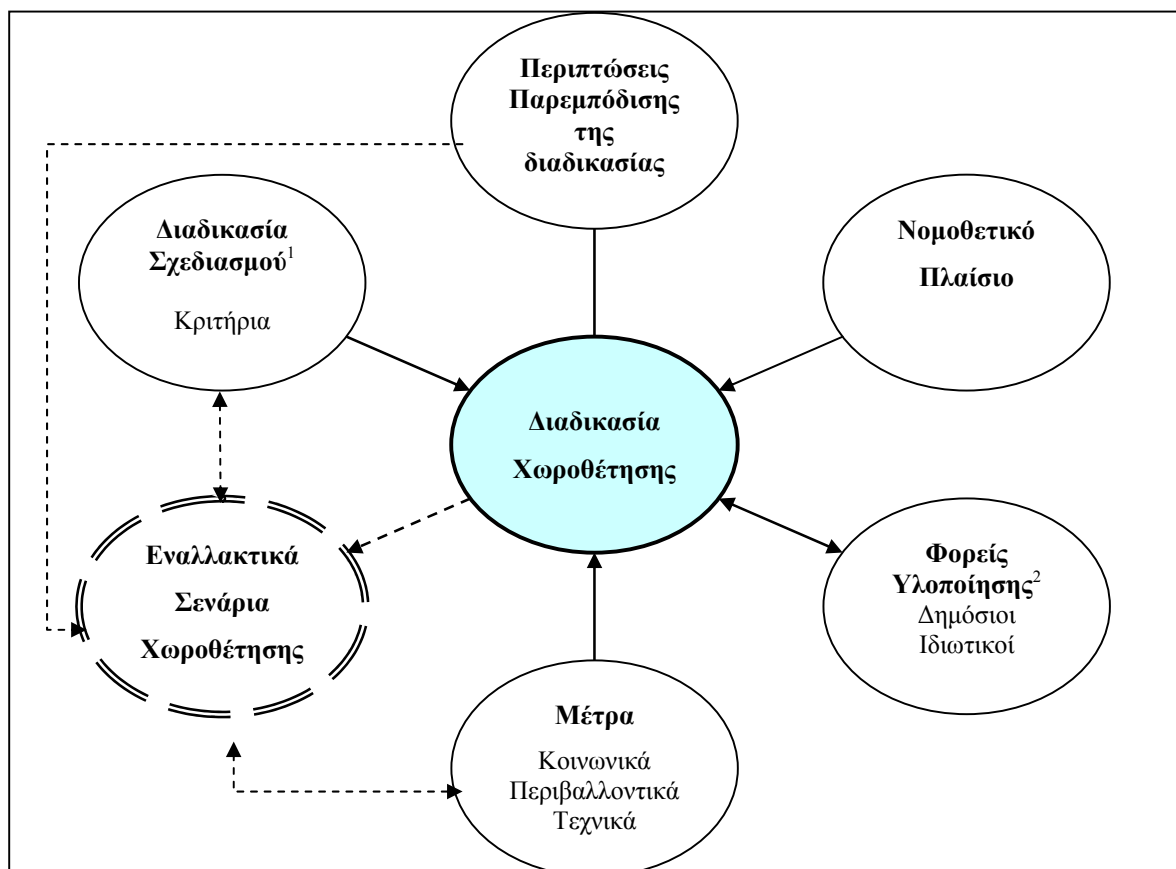 Περιπτώσεις
Παρεμπόδισης
της
διαδικασίας
Διαδικασία
Σχεδιασμού¹
Κριτήρια
Νομοθετικό
Πλαίσιο
Διαδικασία
Χωροθέτησης
Εναλλακτικά
Σενάρια
Χωροθέτησης
Φορείς
Υλοποίησης²
Δημόσιοι
Ιδιωτικοί
Μέτρα
Κοινωνικά
Περιβαλλοντικά
Τεχνικά